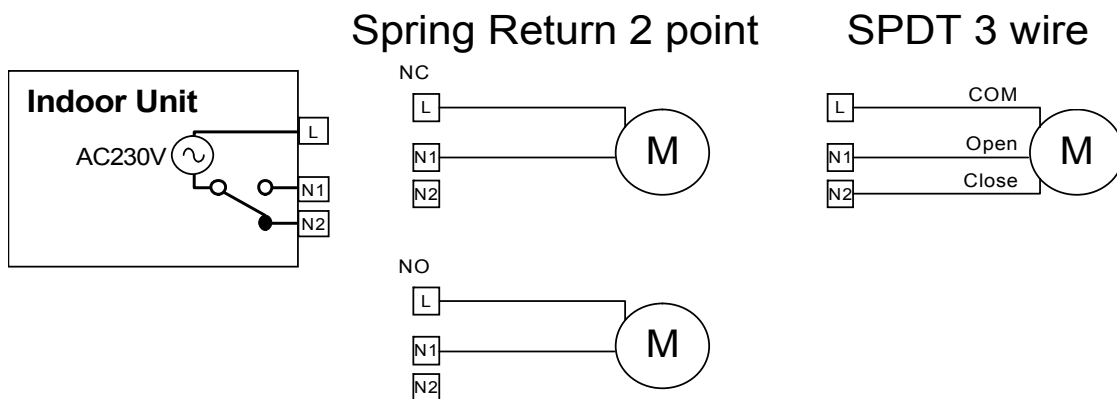 Spring Return 2 point
SPDT 3 wire
Indoor Unit
AC230V
L
N1
N2
NC
L
N1
N2
M
NO
L
N1
N2
M
L
N1
N2
COM
Open
Close
M